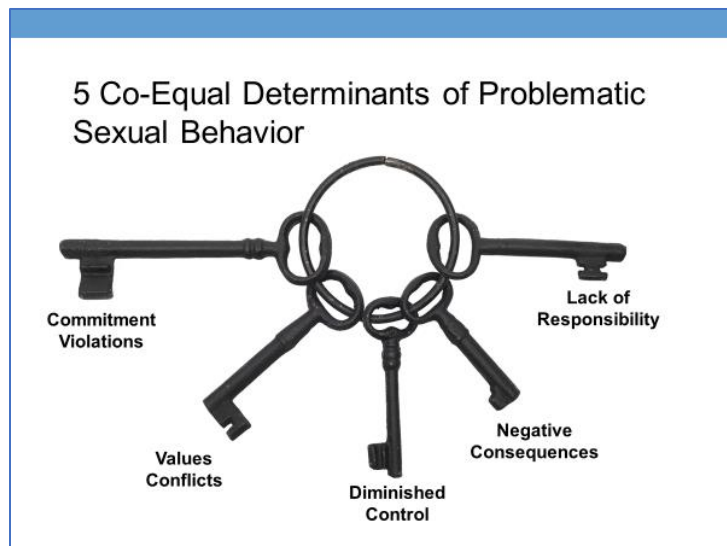 5 Co-Equal Determinants of Problematic
Sexual Behavior
Commitment
Violations
Values
Conflicts
Diminished
Control
Negative
Consequences
Lack of
Responsibility